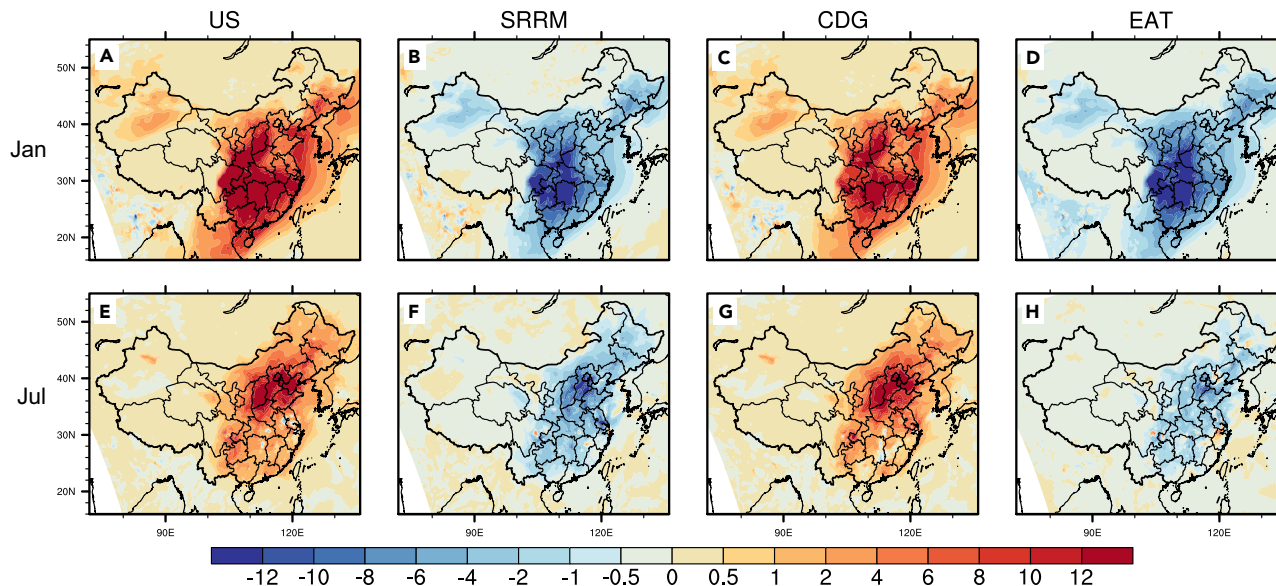 US SRRM CDG EAT
A B C D
50N
40N
Jan
30N
20N
E F G H
50N
40N
Jul
30N
20N
90E 120E 90E 120E 90E 120E 90E 120E
-12 -10 -8 -6 -4 -2 -1 -0.5 0 0.5 1 2 4 6 8 10 12